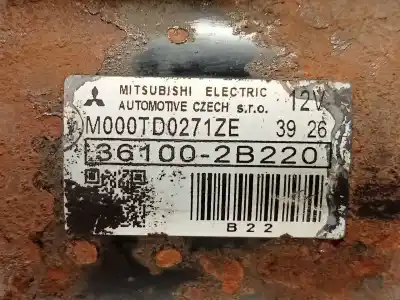 MITSUBISHI ELECTRIC
AUTOMOTIVE CZECH s.r.o. 12V
M000TD0271ZE 39 26
36100-2B220
B22